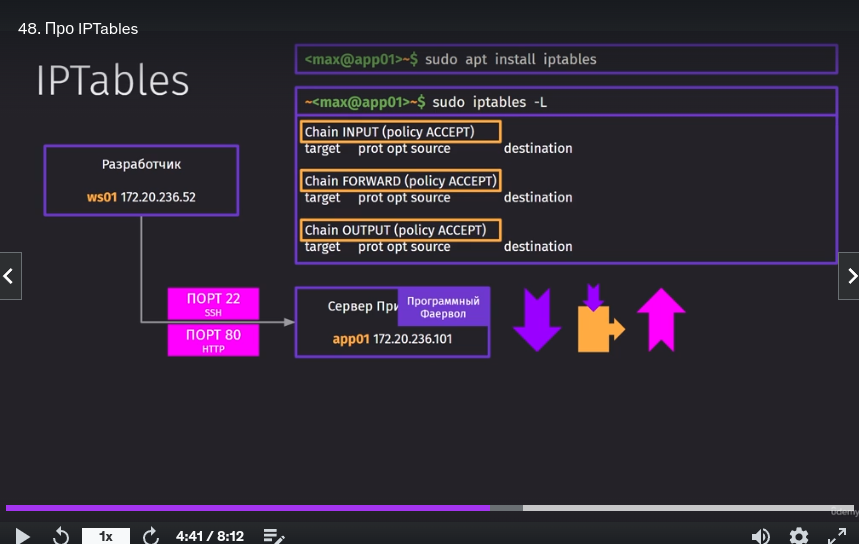 48. Про IPTables
IPTables
<max@app01>~$ sudo apt install iptables
~<max@app01>~$ sudo iptables -L
Chain INPUT (policy ACCEPT)
target prot opt source destination
Chain FORWARD (policy ACCEPT)
target prot opt source destination
Chain OUTPUT (policy ACCEPT)
target prot opt source destination
Разработчик
ws01 172.20.236.52
ПОРТ 22
SSH
ПОРТ 80
HTTP
Сервер При
Программный
Фаервол
app01 172.20.236.101
ûdemy
1x
4:41 / 8:12